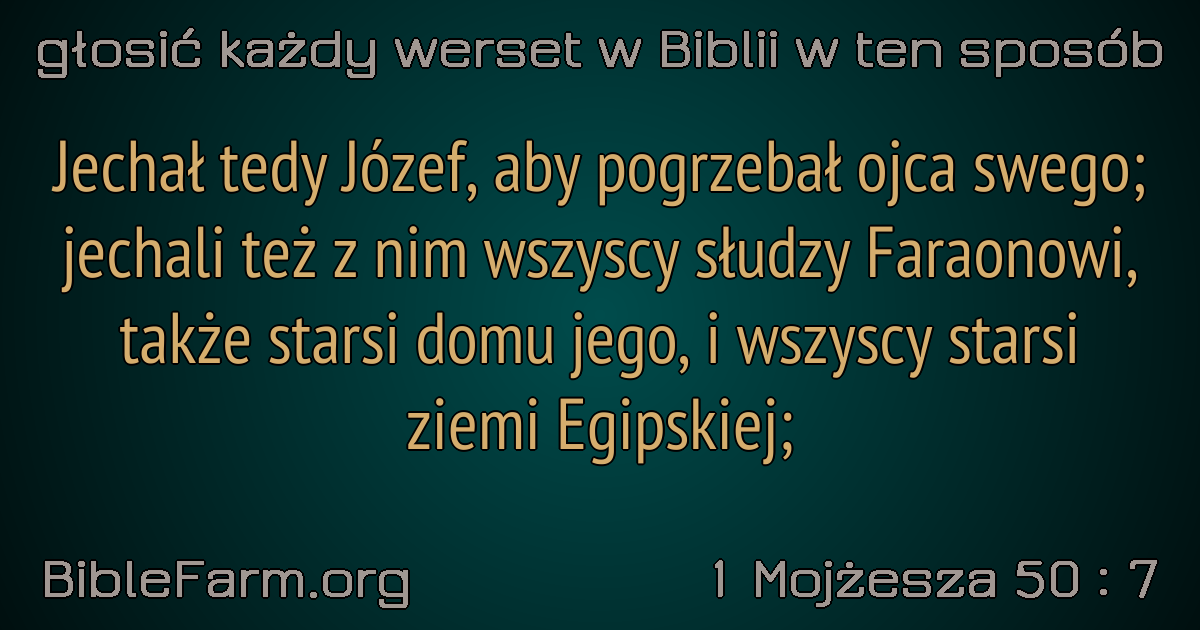 głosić każdy werset w Biblii w ten sposób
Jechał tedy Józef, aby pogrzebał ojca swego;
jechali też z nim wszyscy słudzy Faraonowi,
także starsi domu jego, i wszyscy starsi
ziemi Egipskiej;
BibleFarm.org
1 Mojżesza 50 : 7